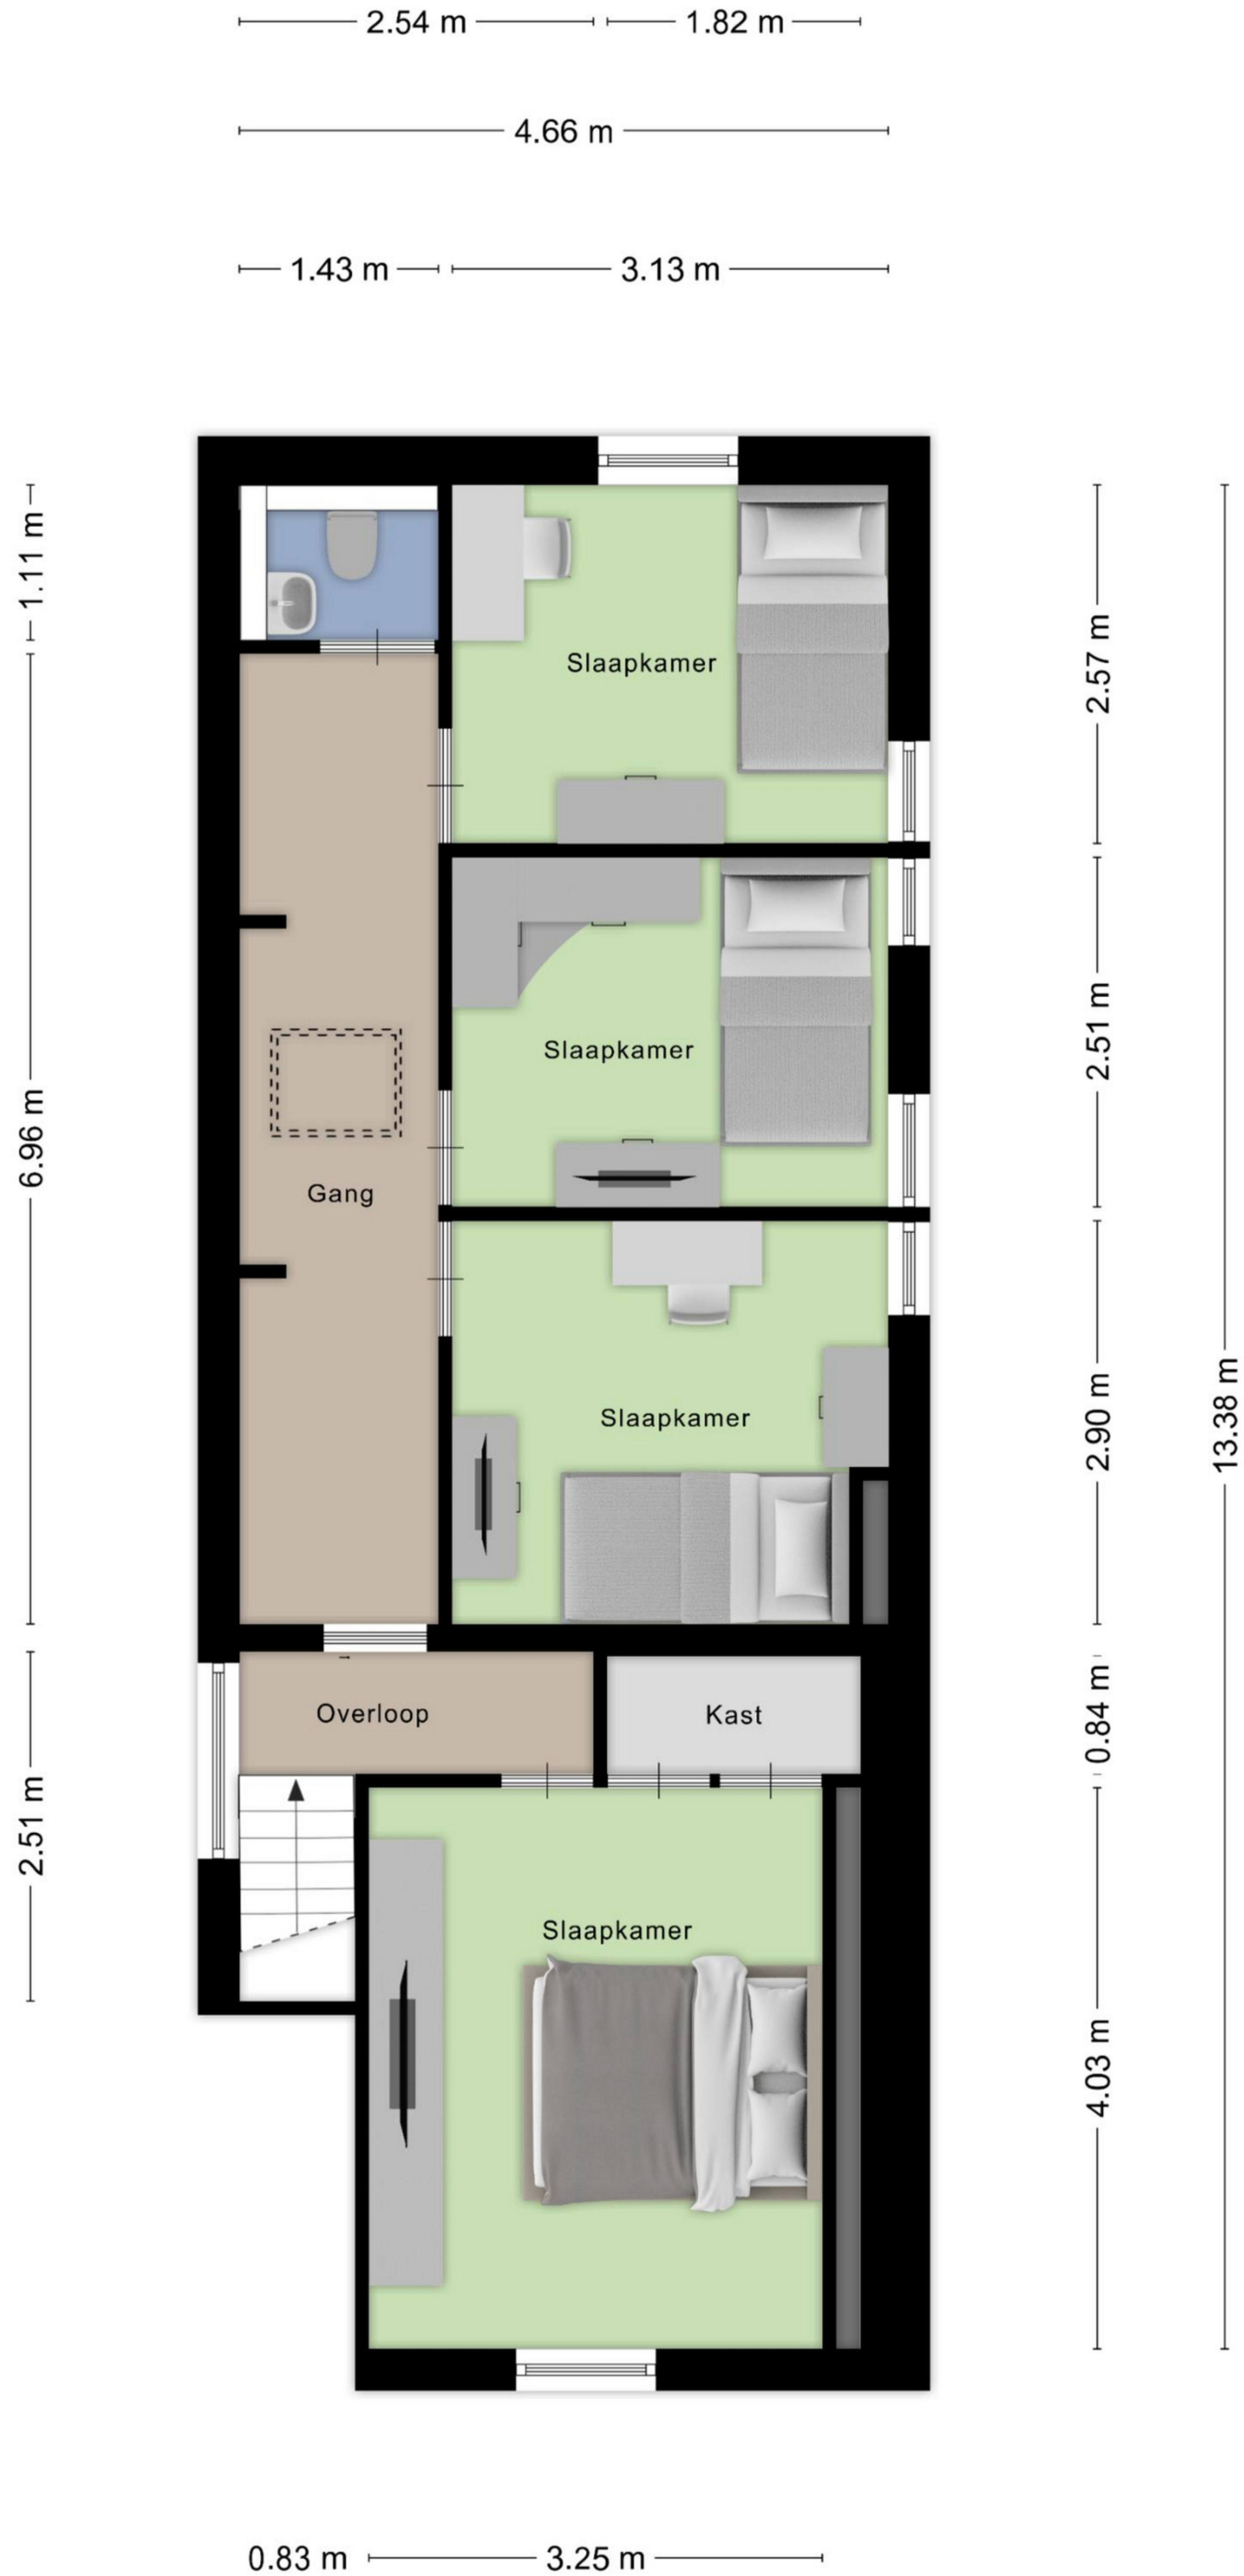 2.54 m
1.82 m
4.66 m
1.43 m
3.13 m
1.11 m
2.57 m
Slaapkamer
2.51 m
Slaapkamer
6.96 m
Gang
13.38 m
2.90 m
Slaapkamer
0.84 m
Overloop
Kast
2.51 m
Slaapkamer
4.03 m
0.83 m
3.25 m